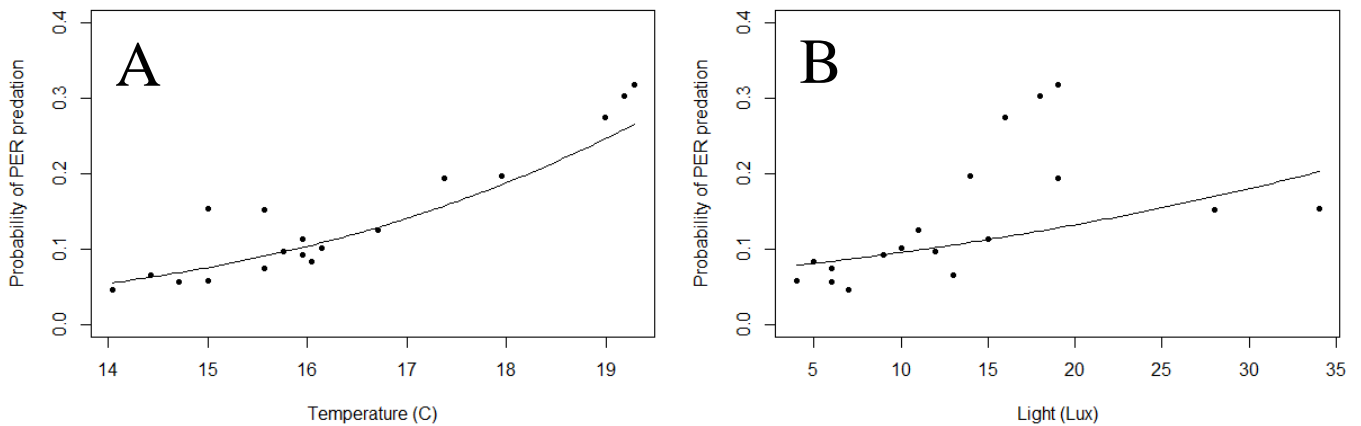 A
Probability of PER predation
0.4
0.3
0.2
0.1
0.0
14 15 16 17 18 19
Temperature (C)
B
Probability of PER predation
0.4
0.3
0.2
0.1
0.0
5 10 15 20 25 30 35
Light (Lux)